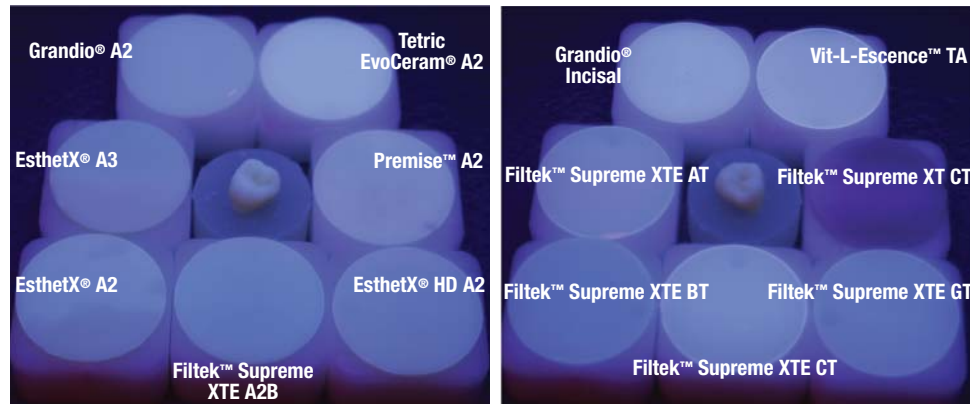 Grandio® A2
Tetric
EvoCeram® A2
EsthetX® A3
Premise™ A2
EsthetX® A2
EsthetX® HD A2
Filtek™ Supreme
XTE A2B
Grandio®
Incisal
Vit-L-Escence™ TA
Filtek™ Supreme XTE AT
Filtek™ Supreme XT CT
Filtek™ Supreme XTE BT
Filtek™ Supreme XTE GT
Filtek™ Supreme XTE CT